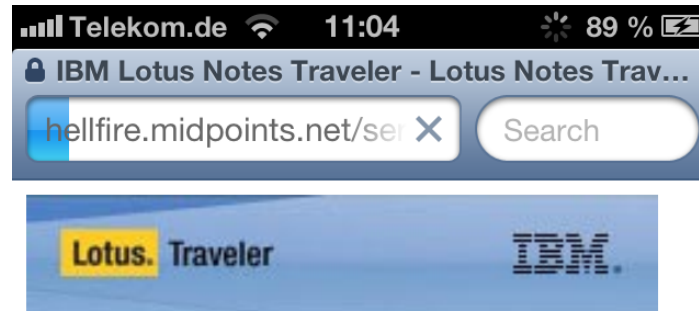 Telekom.de 11:04 89 %
IBM Lotus Notes Traveler - Lotus Notes Trav...
hellfire.midpoints.net/ser Search
Lotus. Traveler IBM.